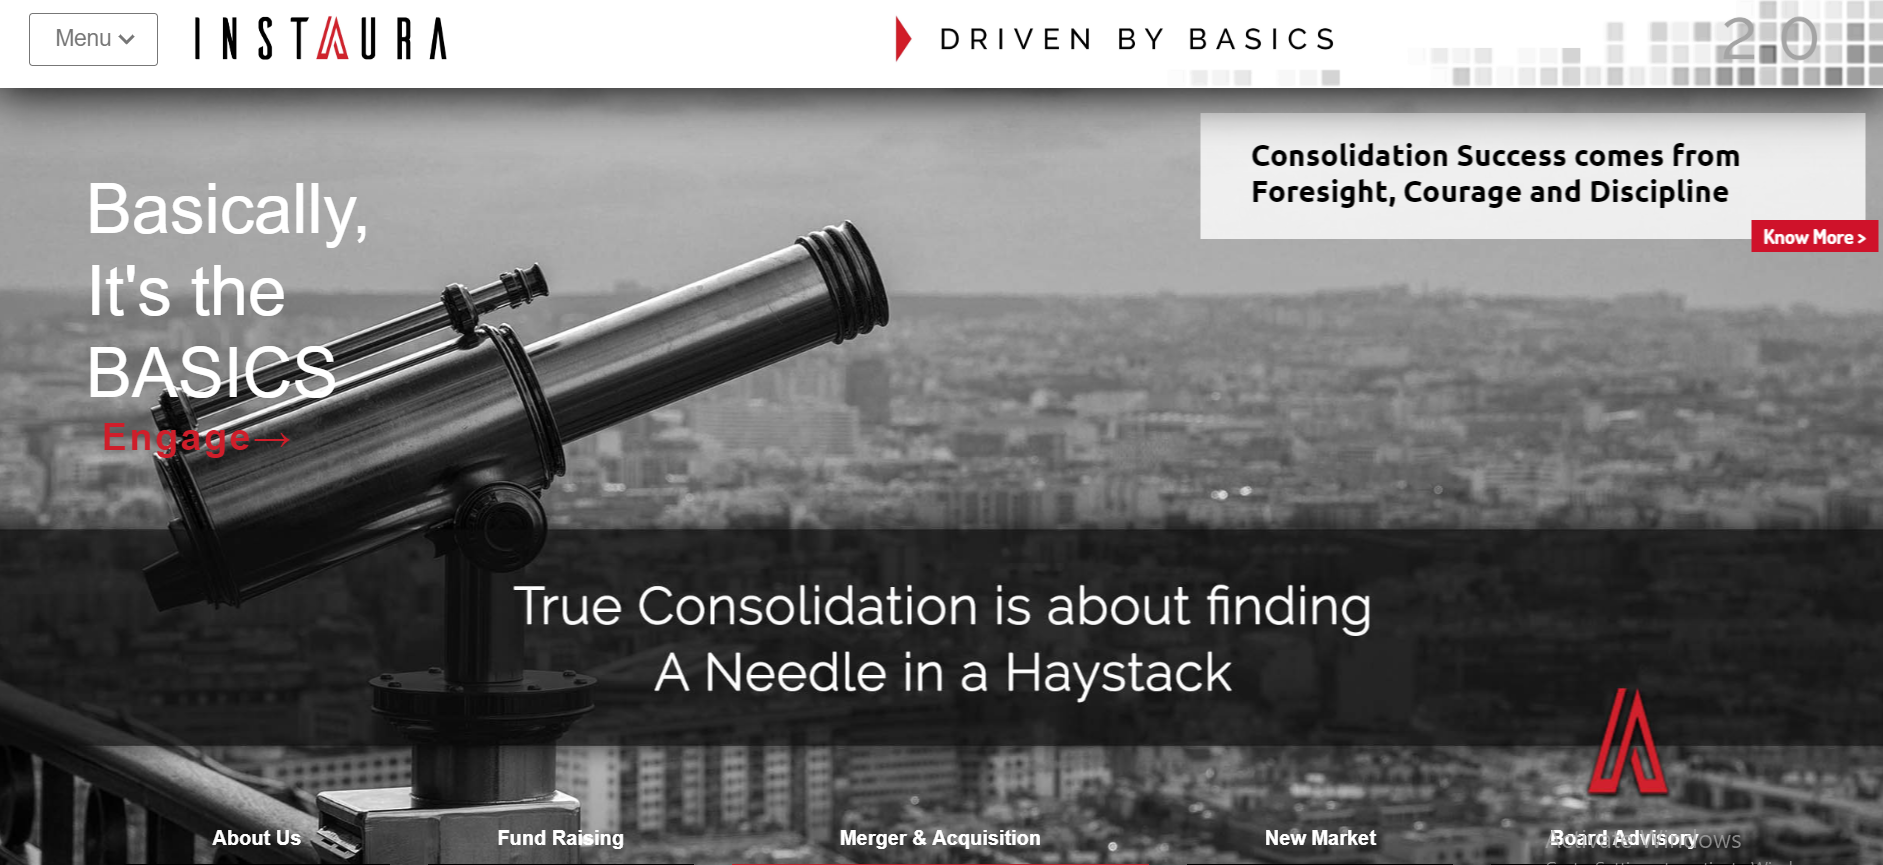 Menu
INSTAURA
DRIVEN BY BASICS
2.0
Consolidation Success comes from
Foresight, Courage and Discipline
Know More >
Basically,
It's the
BASICS
Engage→
True Consolidation is about finding
A Needle in a Haystack
About Us
Fund Raising
Merger & Acquisition
New Market
Board Advisory